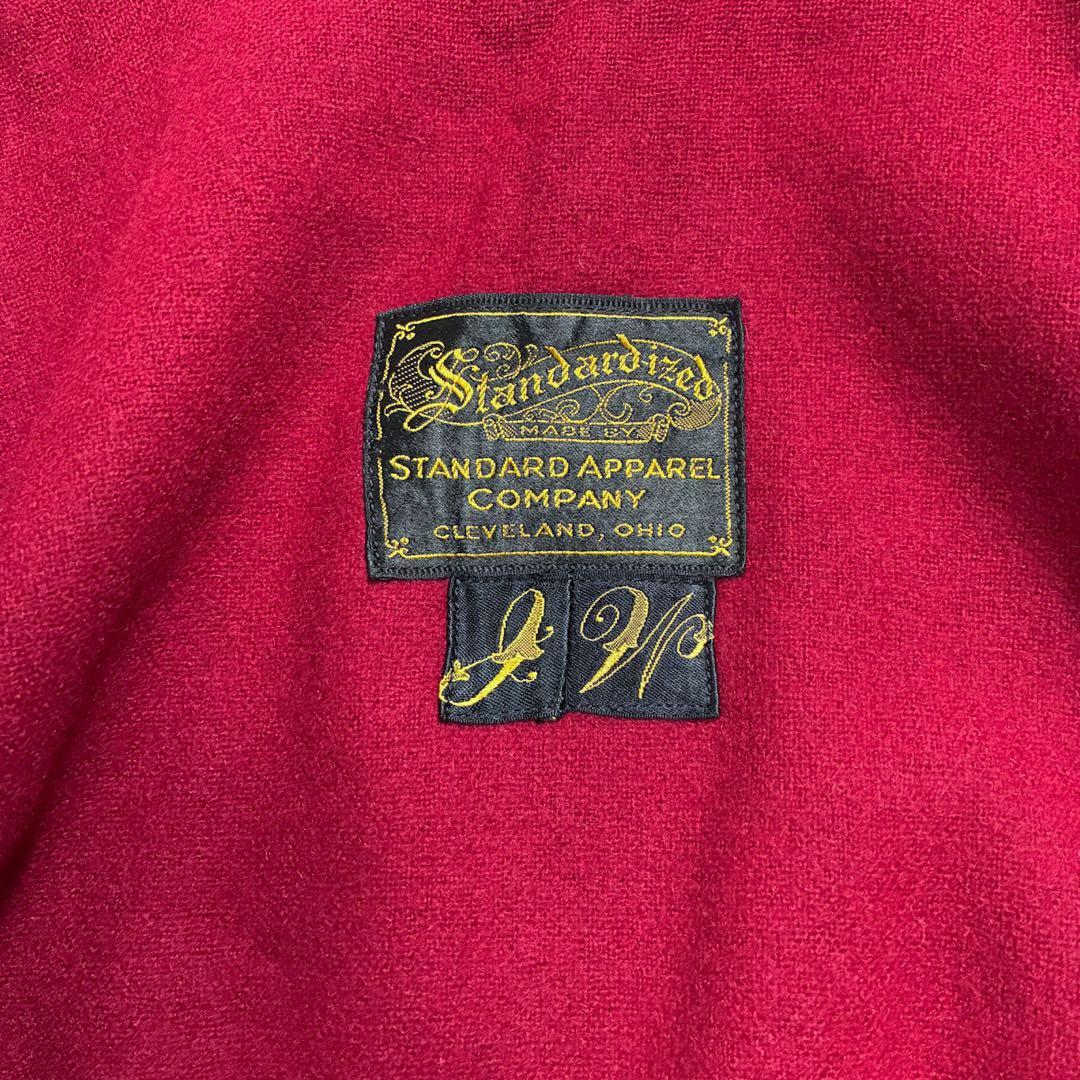 Standardized
MADE BY
STANDARD APPAREL
COMPANY
CLEVELAND, OHIO
J W